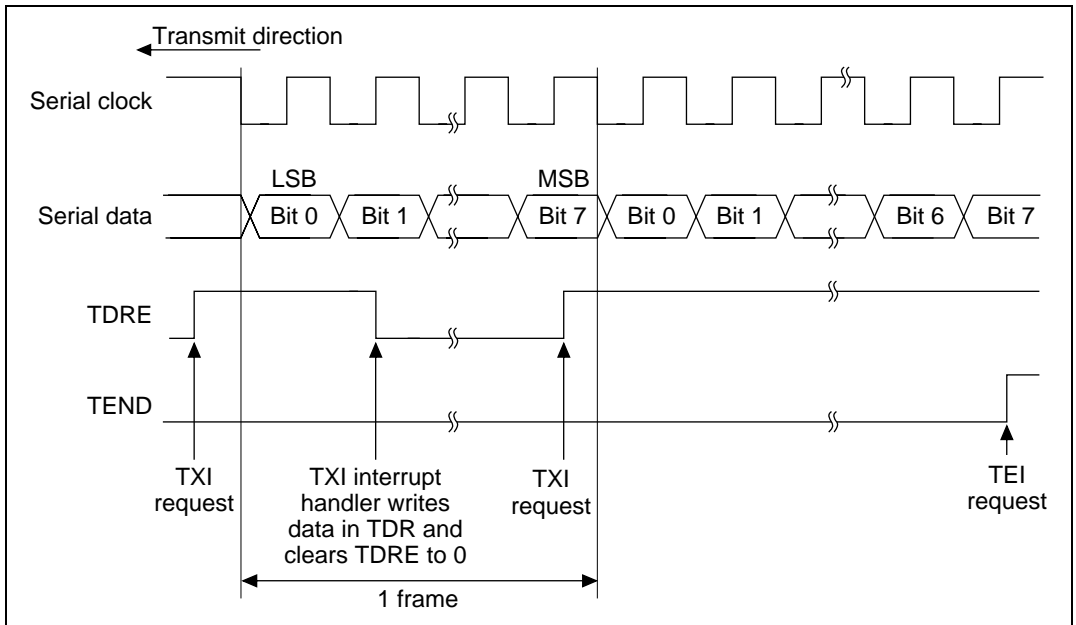 Transmit direction
Serial clock
LSB
MSB
Serial data
Bit 0
Bit 1
Bit 7
Bit 0
Bit 1
Bit 6
Bit 7
TDRE
TEND
TXI
request
TXI interrupt
handler writes
data in TDR and
clears TDRE to 0
TXI
request
TEI
request
1 frame